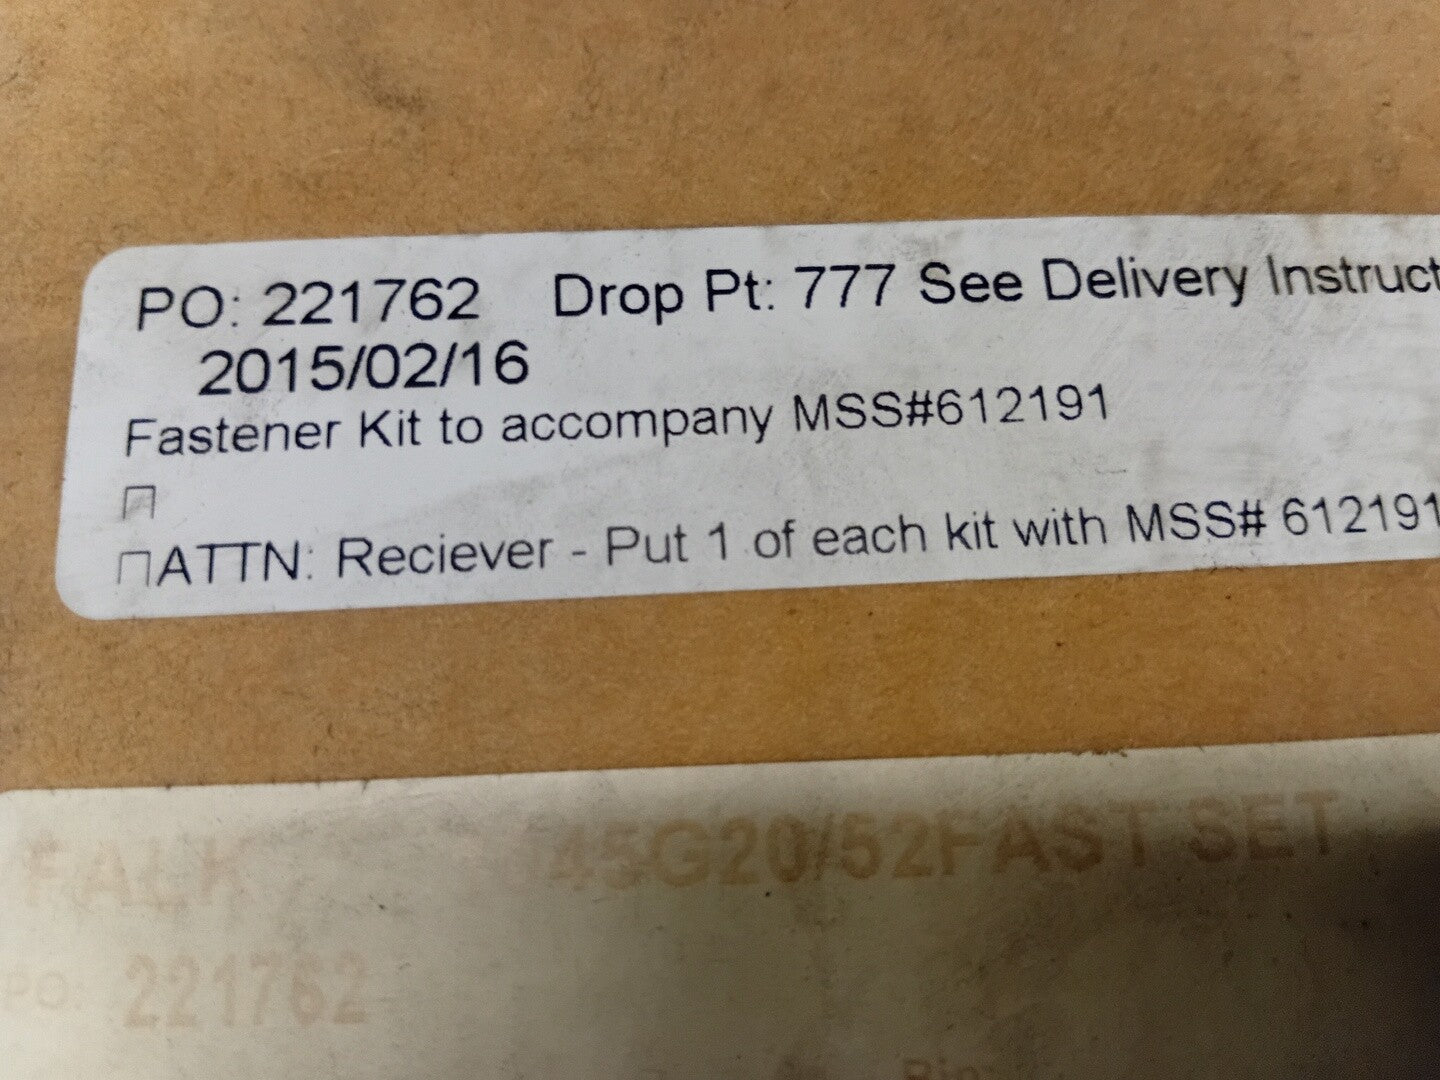 PO: 221762 Drop Pt: 777 See Delivery Instruct
2015/02/16
Fastener Kit to accompany MSS#612191
ATTN: Reciever - Put 1 of each kit with MSS# 612191
FALK 45G20/52FAST SET
PO: 221762